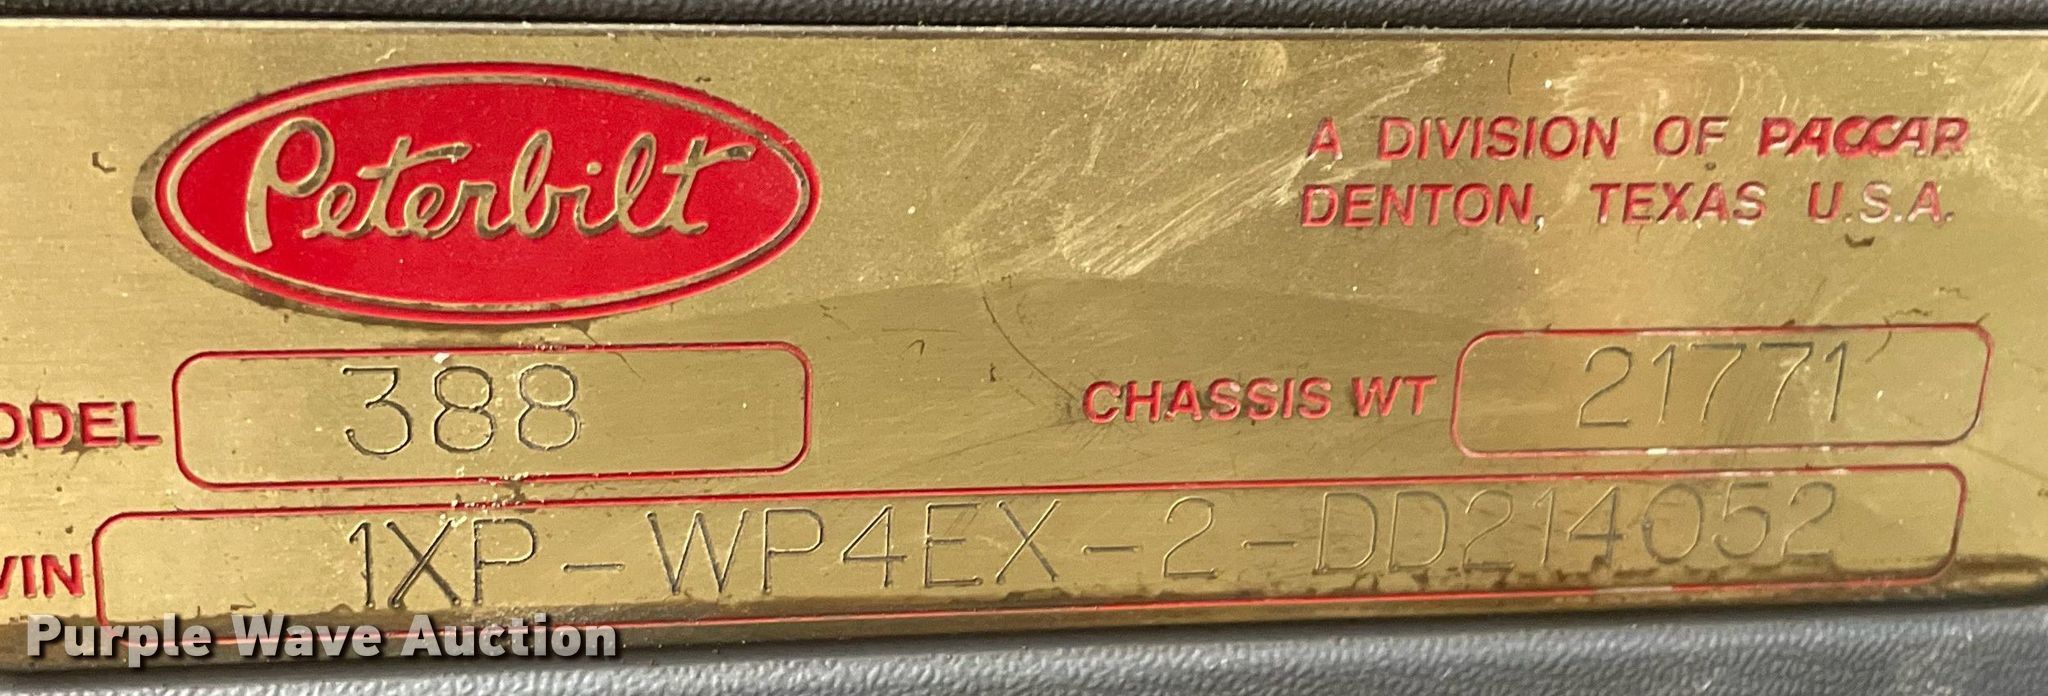 Peterbilt
A DIVISION OF PACCAR
DENTON, TEXAS U.S.A.
ODEL 388
CHASSIS WT 21771
VIN 1XP-WP4EX-2-DD214052
Purple Wave Auction